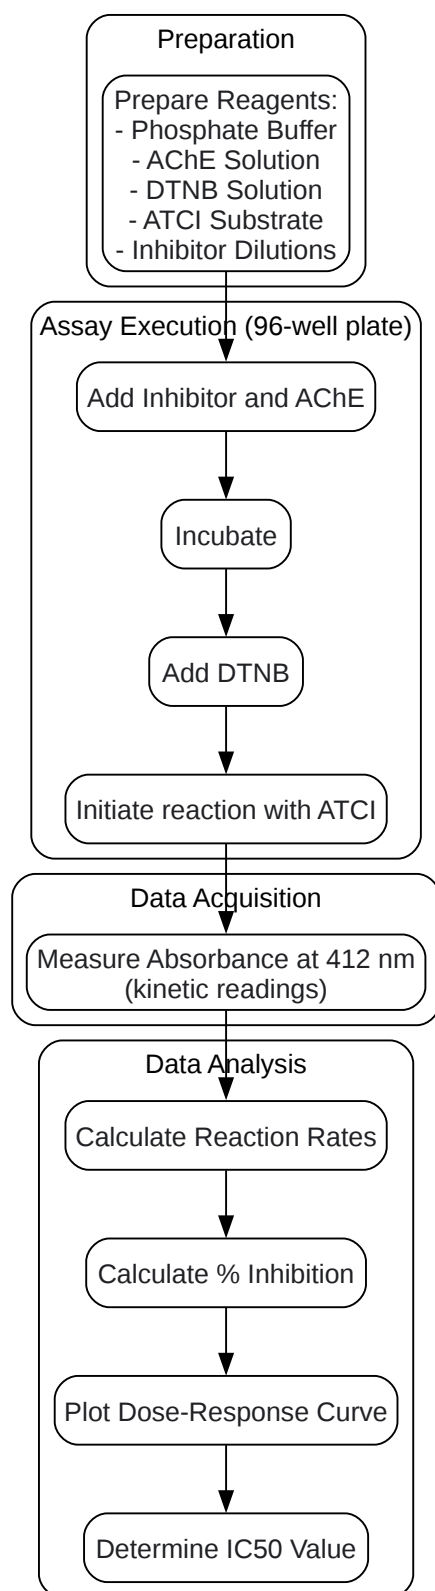 Preparation
Prepare Reagents:
- Phosphate Buffer
- AChE Solution
- DTNB Solution
- ATCI Substrate
- Inhibitor Dilutions
Assay Execution (96-well plate)
Add Inhibitor and AChE
Incubate
Add DTNB
Initiate reaction with ATCI
Data Acquisition
Measure Absorbance at 412 nm
(kinetic readings)
Data Analysis
Calculate Reaction Rates
Calculate % Inhibition
Plot Dose-Response Curve
Determine IC50 Value